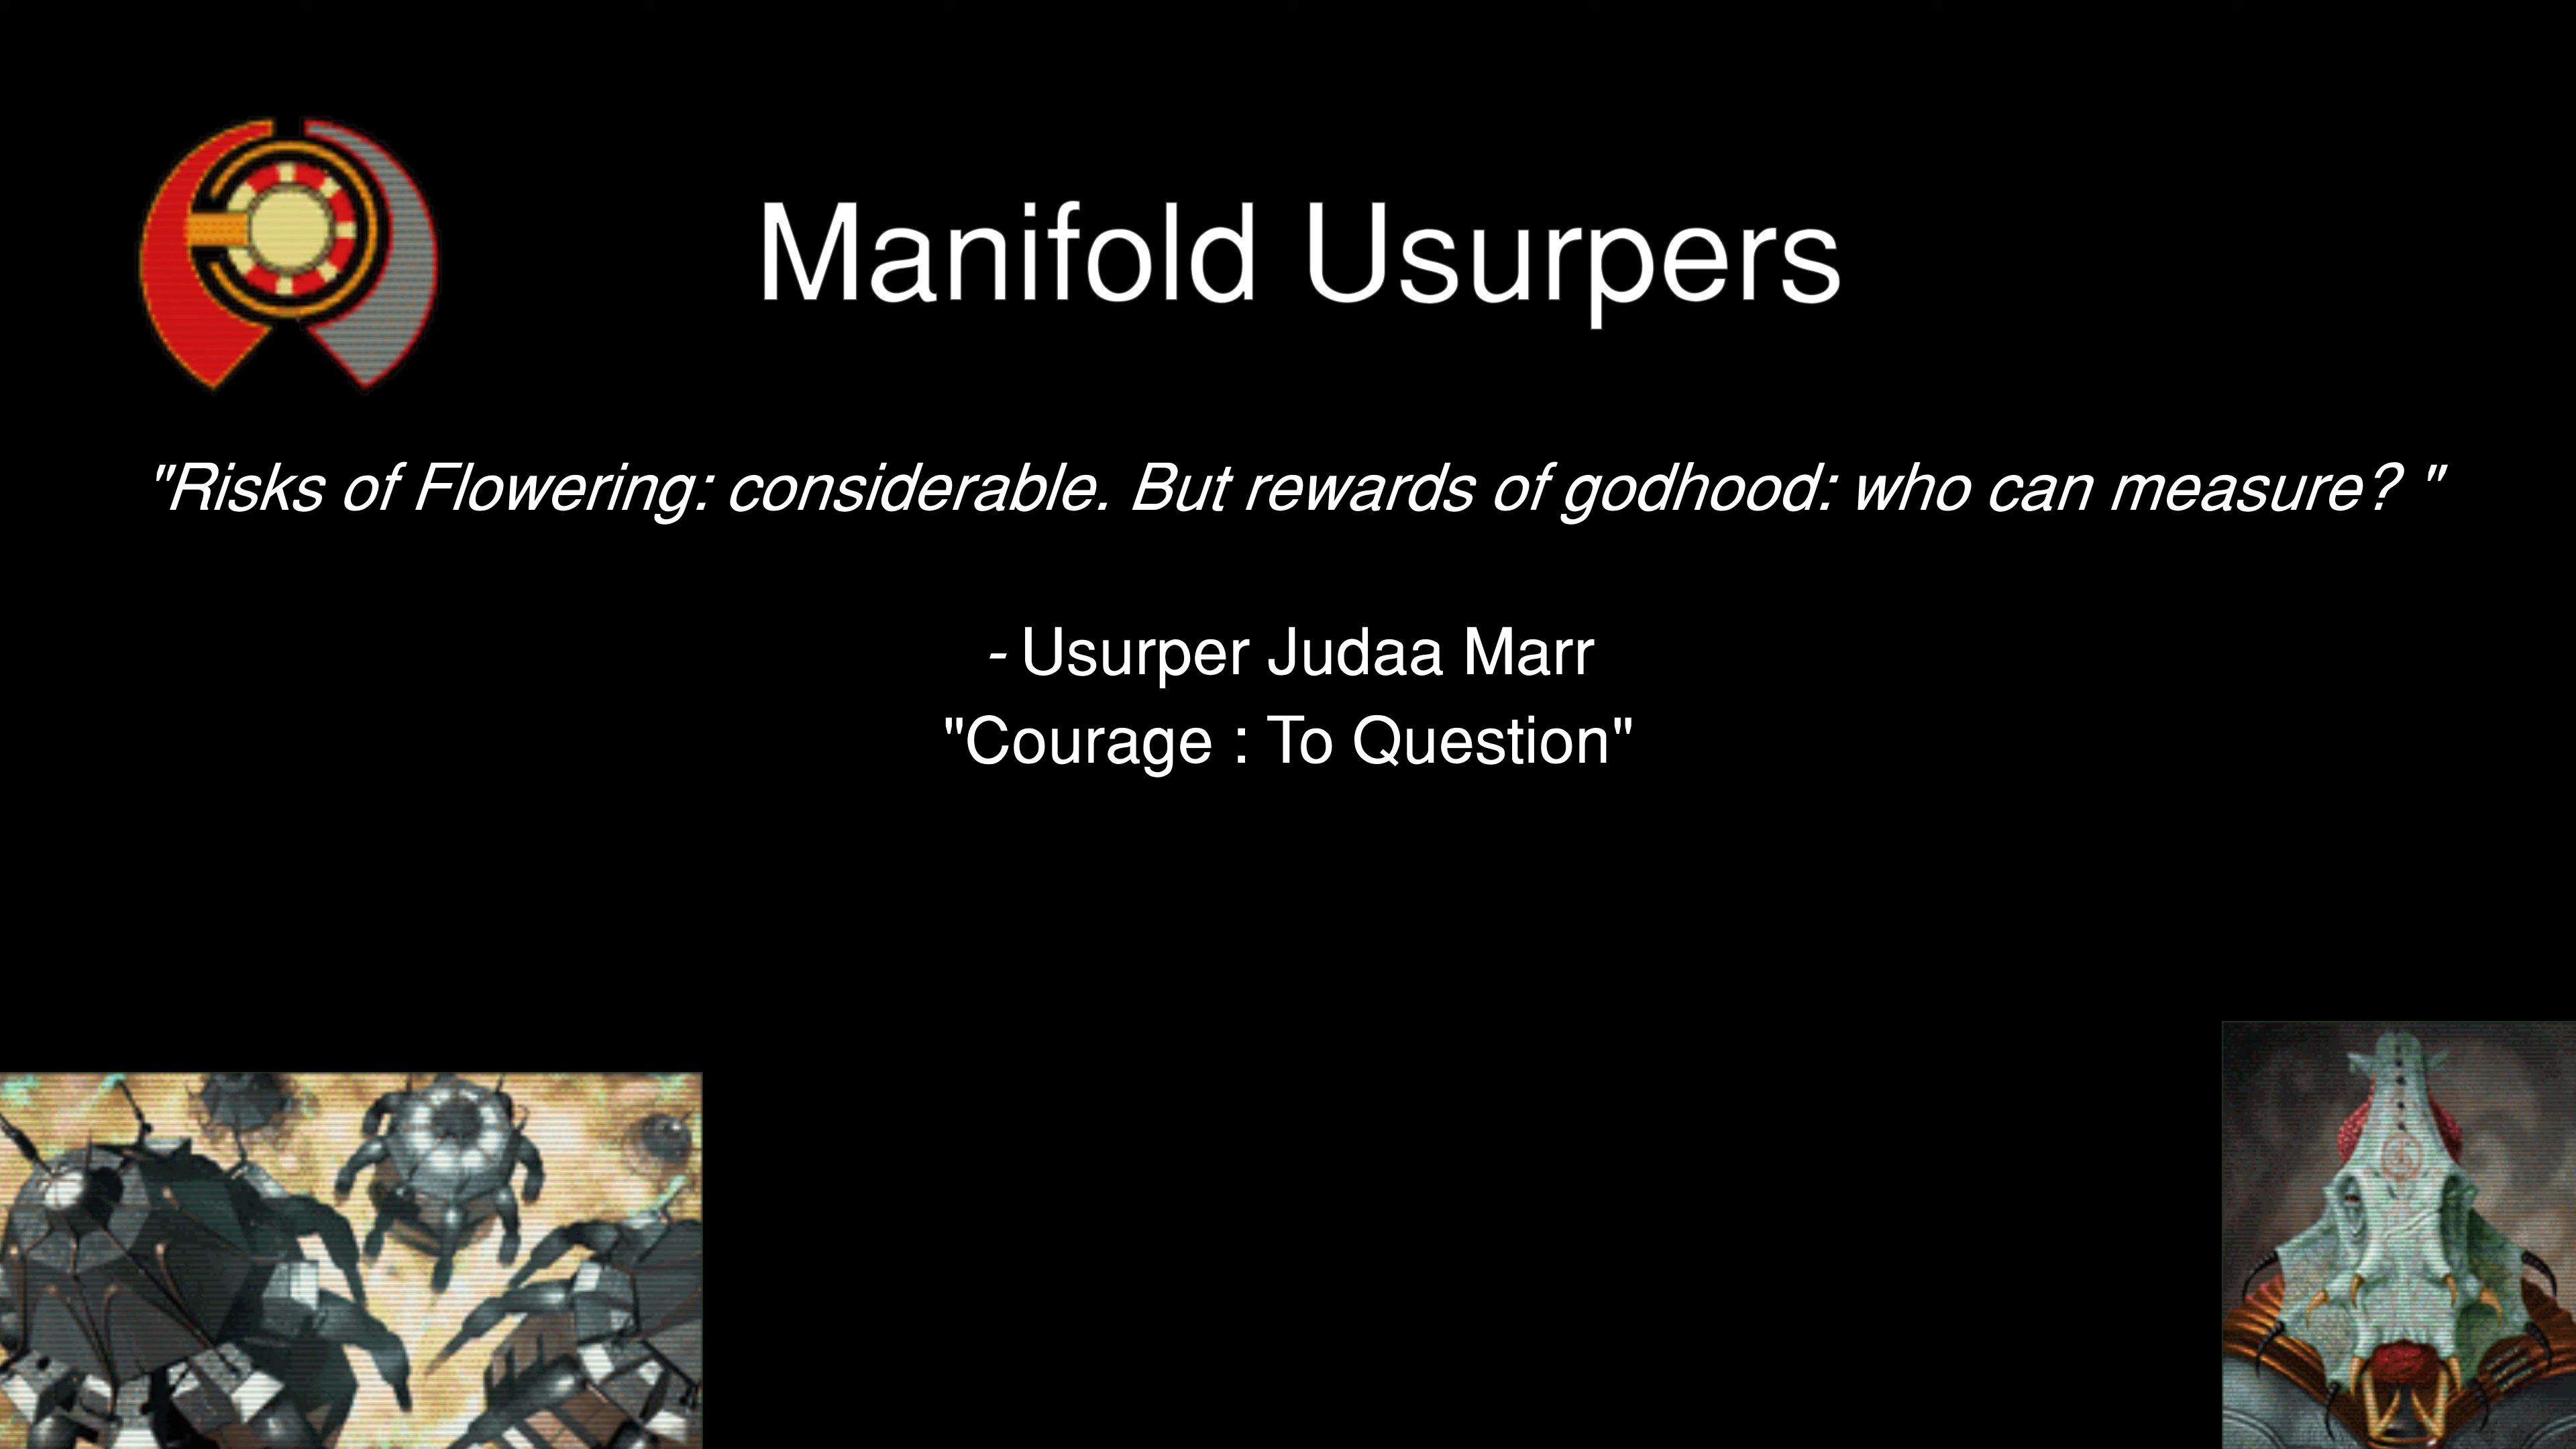 Manifold Usurpers
"Risks of Flowering: considerable. But rewards of godhood: who can measure? "
- Usurper Judaa Marr
"Courage : To Question"